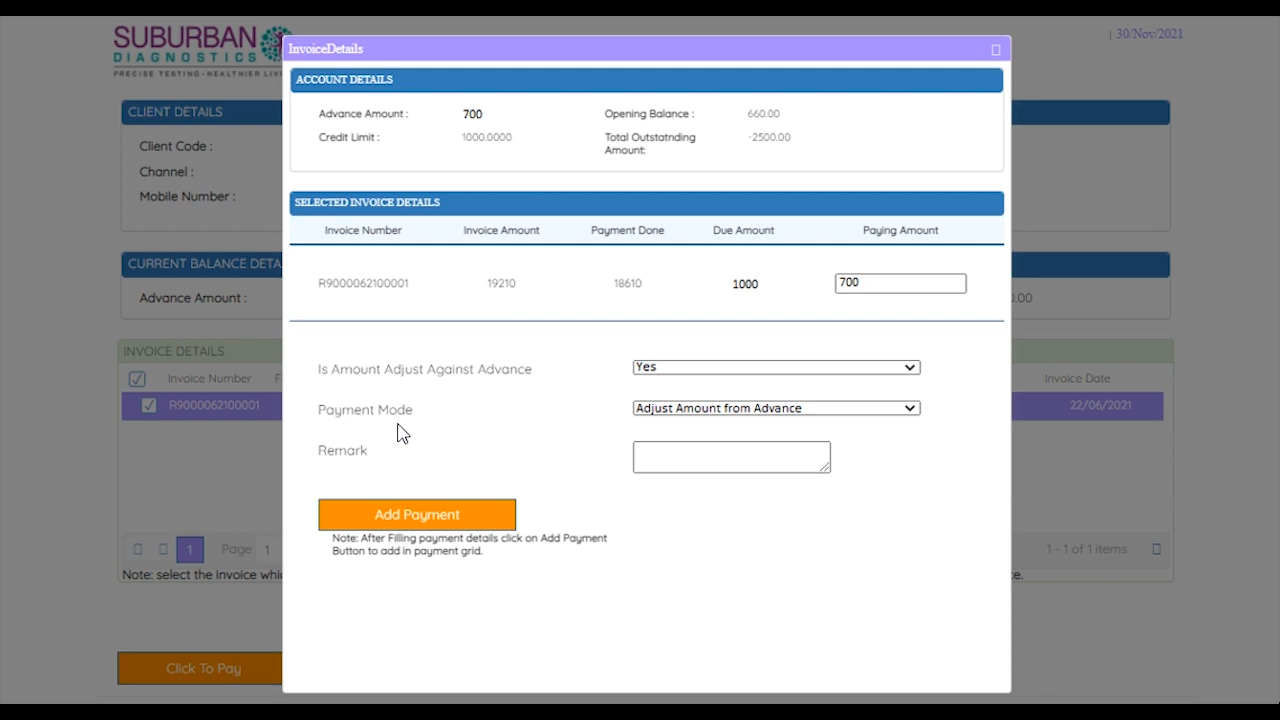 SUBURBAN
DIAGNOSTICS
PRECISE TESTING - HEALTHIER LIVI
| 30/Nov/2021
InvoiceDetails
ACCOUNT DETAILS
Advance Amount : 700 Opening Balance : 660.00
Credit Limit : 1000.0000 Total Outstatnding Amount: -2500.00
CLIENT DETAILS
Client Code :
Channel :
Mobile Number :
SELECTED INVOICE DETAILS
Invoice Number Invoice Amount Payment Done Due Amount Paying Amount
R9000062100001 19210 18610 1000 700
CURRENT BALANCE DETA
Advance Amount : 0.00
INVOICE DETAILS
Invoice Number F Invoice Date
R9000062100001 22/06/2021
Is Amount Adjust Against Advance Yes
Payment Mode Adjust Amount from Advance
Remark
Add Payment
Note: After Filling payment details click on Add Payment
Button to add in payment grid.
1 Page 1 1 - 1 of 1 items
Note: select the invoice whi ce.
Click To Pay